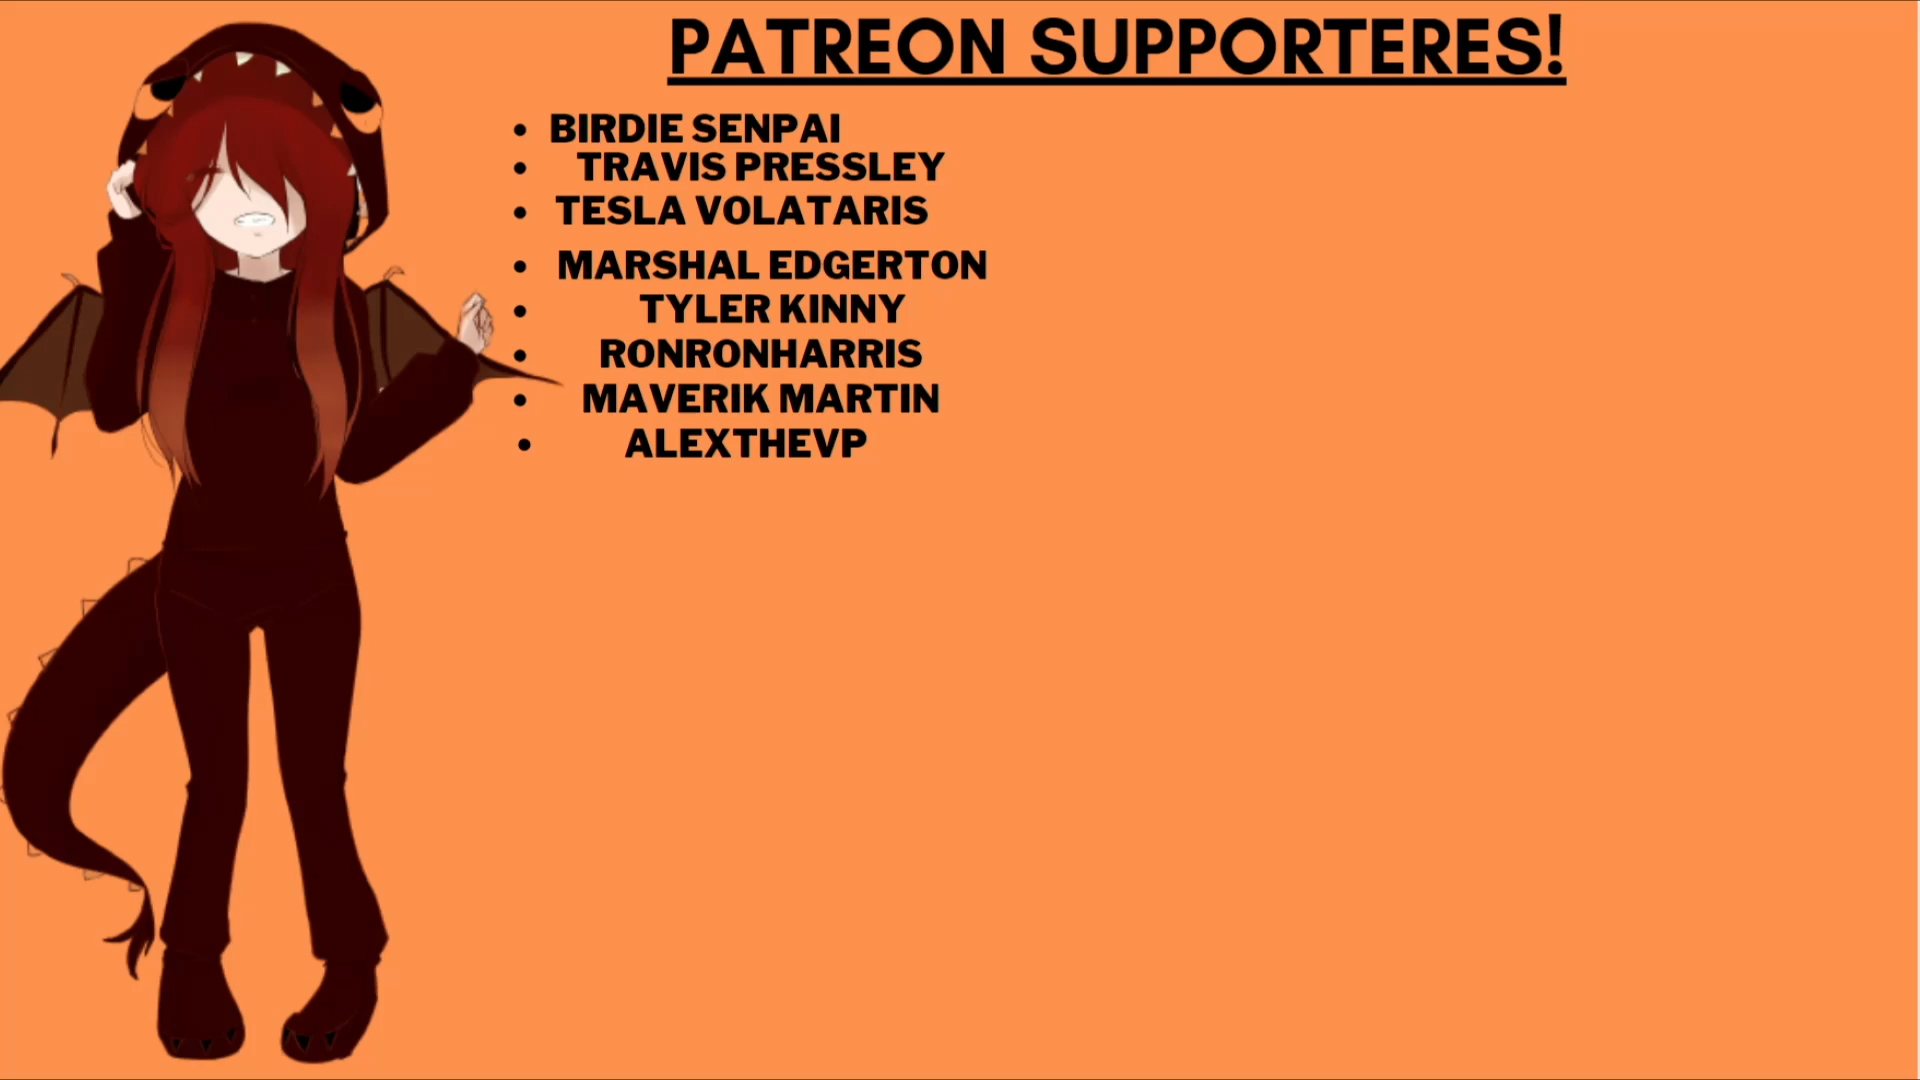 PATREON SUPPORTERES!
• BIRDIE SENPAI
• TRAVIS PRESSLEY
• TESLA VOLATARIS
• MARSHAL EDGERTON
• TYLER KINNY
• RONRONHARRIS
• MAVERIK MARTIN
• ALEXTHEVP